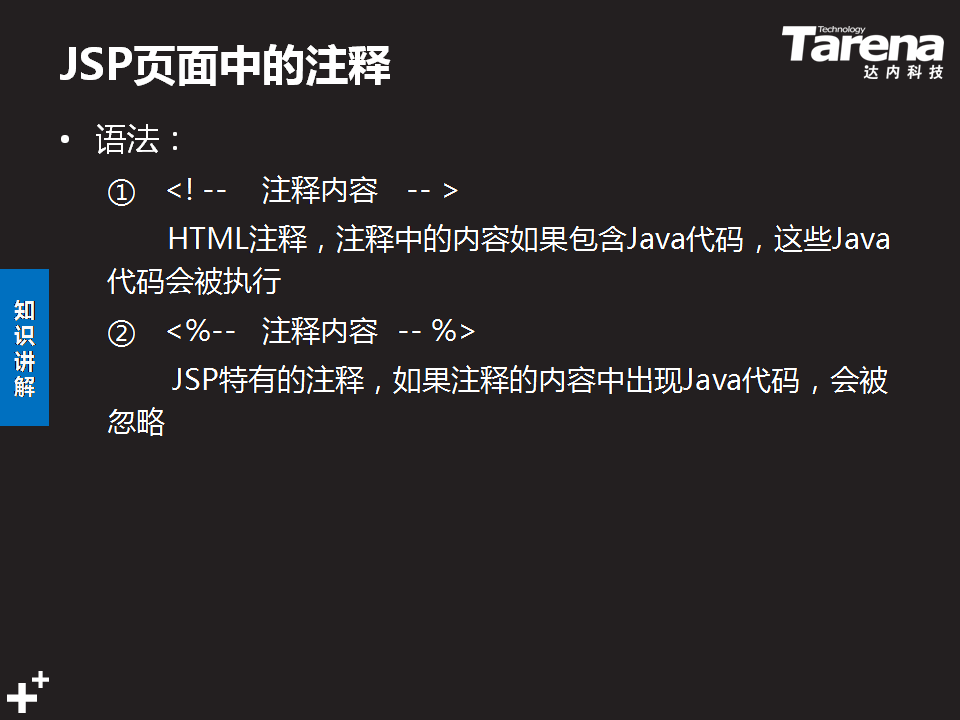 JSP页面中的注释
Technology
Tarena
达内科技
• 语法：
① <! -- 注释内容 -- >
HTML注释，注释中的内容如果包含Java代码，这些Java
代码会被执行
② <%-- 注释内容 -- %>
JSP特有的注释，如果注释的内容中出现Java代码，会被
忽略
知识讲解